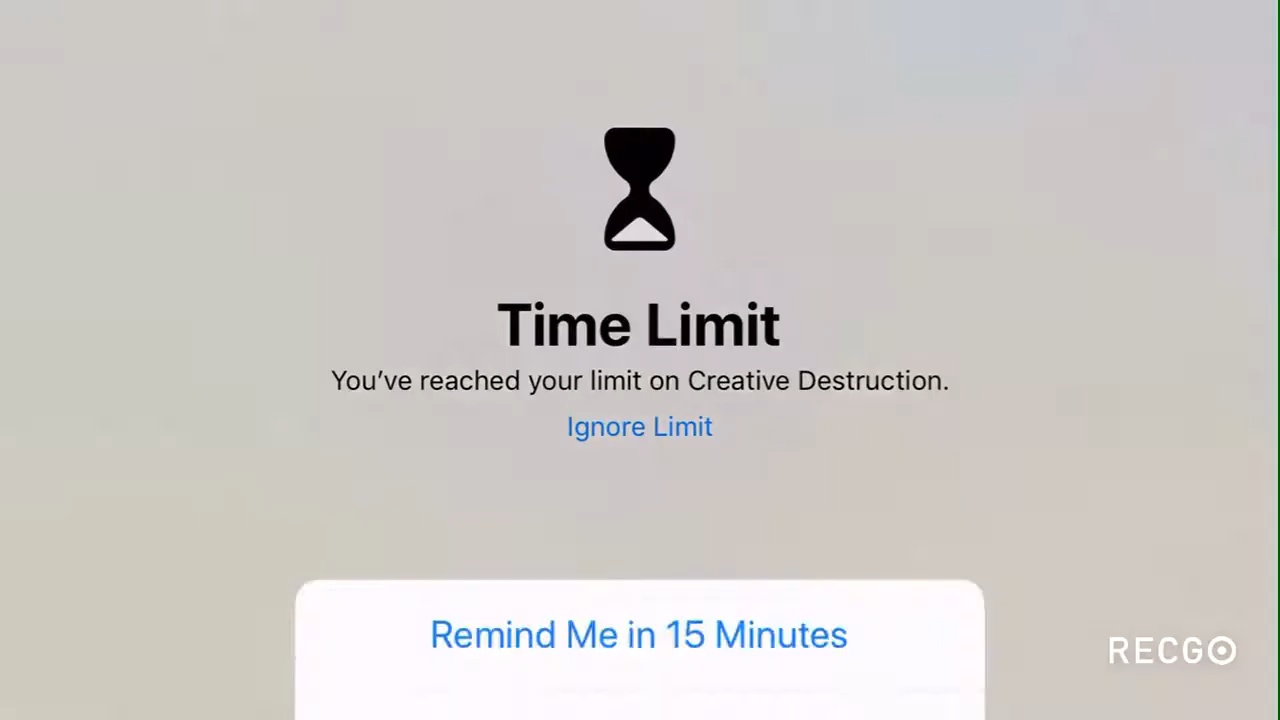 Time Limit
You’ve reached your limit on Creative Destruction.
Ignore Limit
Remind Me in 15 Minutes
RECGO